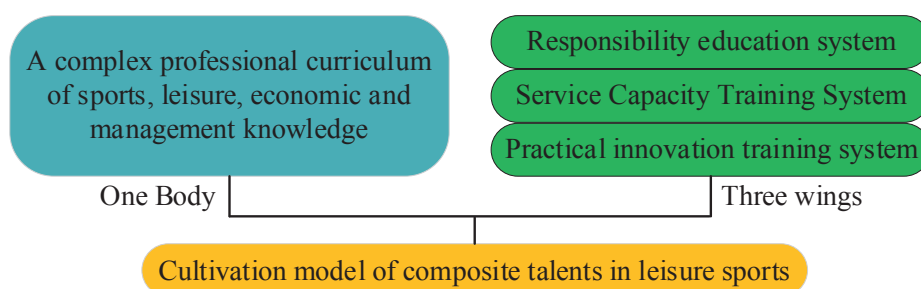 A complex professional curriculum
of sports, leisure, economic and
management knowledge
Responsibility education system
Service Capacity Training System
Practical innovation training system
One Body
Three wings
Cultivation model of composite talents in leisure sports